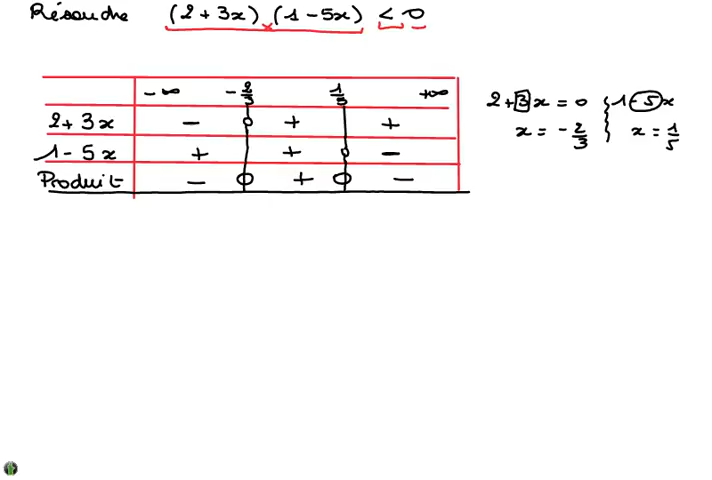 Résoudre (2+3x)×(1-5x) < 0
-∞ -2/3 1/5 +∞
2+3x - 0 + +
1-5x + + 0 -
Produit - 0 + 0 -
2+3x=0
x = -2/3
1-5x
x = 1/5